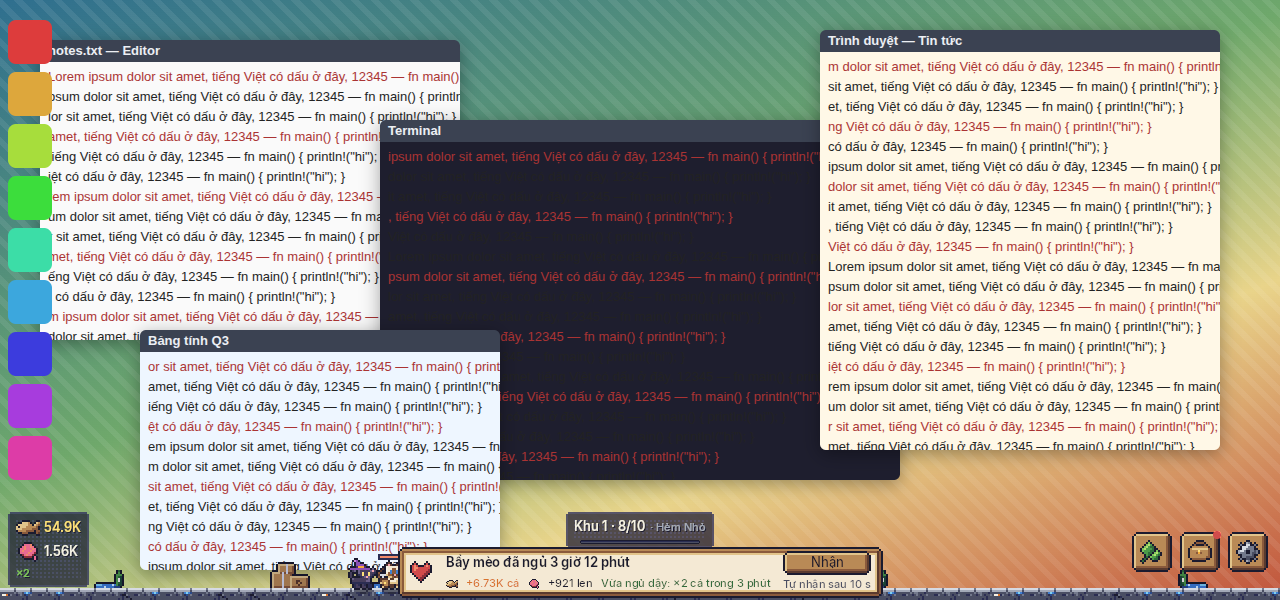 notes.txt — Editor
Lorem ipsum dolor sit amet, tiếng Việt có dấu ở đây, 12345 — fn main()
psum dolor sit amet, tiếng Việt có dấu ở đây, 12345 — fn main() { println
lor sit amet, tiếng Việt có dấu ở đây, 12345 — fn main() { println!("hi"); }
amet, tiếng Việt có dấu ở đây, 12345 — fn main() { println!
tiếng Việt có dấu ở đây, 12345 — fn main() { println!("hi");
iệt có dấu ở đây, 12345 — fn main() { println!("hi"); }
rem ipsum dolor sit amet, tiếng Việt có dấu ở đây, 12345 -
um dolor sit amet, tiếng Việt có dấu ở đây, 12345 — fn ma
sit amet, tiếng Việt có dấu ở đây, 12345 — fn main() { pri
met, tiếng Việt có dấu ở đây, 12345 — fn main() { println!(
ếng Việt có dấu ở đây, 12345 — fn main() { println!("hi"); }
có dấu ở đây, 12345 — fn main() { println!("hi"); }
m ipsum dolor sit amet, tiếng Việt có dấu ở đây, 12345 —
dolor sit amet, ti
Terminal
ipsum dolor sit amet, tiếng Việt có dấu ở đây, 12345 — fn main() { println!("
, tiếng Việt có dấu ở đây, 12345 — fn main() { println!("hi"); }
psum dolor sit amet, tiếng Việt có dấu ở đây, 12345 — fn main() { println!("h
đây, 12345 — fn main() { println!("hi"); }
ếng Việt có dấu ở đây, 12345 — fn main() { println!("hi")
ây, 12345 — fn main() { println!("hi"); }
Trình duyệt — Tin tức
m dolor sit amet, tiếng Việt có dấu ở đây, 12345 — fn main() { println
sit amet, tiếng Việt có dấu ở đây, 12345 — fn main() { println!("hi"); }
et, tiếng Việt có dấu ở đây, 12345 — fn main() { println!("hi"); }
ng Việt có dấu ở đây, 12345 — fn main() { println!("hi"); }
có dấu ở đây, 12345 — fn main() { println!("hi"); }
ipsum dolor sit amet, tiếng Việt có dấu ở đây, 12345 — fn main() { pr
dolor sit amet, tiếng Việt có dấu ở đây, 12345 — fn main() { println!("
it amet, tiếng Việt có dấu ở đây, 12345 — fn main() { println!("hi"); }
, tiếng Việt có dấu ở đây, 12345 — fn main() { println!("hi"); }
Việt có dấu ở đây, 12345 — fn main() { println!("hi"); }
Lorem ipsum dolor sit amet, tiếng Việt có dấu ở đây, 12345 — fn ma
psum dolor sit amet, tiếng Việt có dấu ở đây, 12345 — fn main() { pr
lor sit amet, tiếng Việt có dấu ở đây, 12345 — fn main() { println!("hi"
amet, tiếng Việt có dấu ở đây, 12345 — fn main() { println!("hi"); }
tiếng Việt có dấu ở đây, 12345 — fn main() { println!("hi"); }
iệt có dấu ở đây, 12345 — fn main() { println!("hi"); }
rem ipsum dolor sit amet, tiếng Việt có dấu ở đây, 12345 — fn main(
um dolor sit amet, tiếng Việt có dấu ở đây, 12345 — fn main() { print
r sit amet, tiếng Việt có dấu ở đây, 12345 — fn main() { println!("hi");
met, tiếng Việt có dấu ở đây, 12345 — fn main() { println!("hi"); }
Bảng tính Q3
or sit amet, tiếng Việt có dấu ở đây, 12345 — fn main() { print
amet, tiếng Việt có dấu ở đây, 12345 — fn main() { println!("hi
iếng Việt có dấu ở đây, 12345 — fn main() { println!("hi"); }
ệt có dấu ở đây, 12345 — fn main() { println!("hi"); }
em ipsum dolor sit amet, tiếng Việt có dấu ở đây, 12345 — fn
m dolor sit amet, tiếng Việt có dấu ở đây, 12345 — fn main() {
sit amet, tiếng Việt có dấu ở đây, 12345 — fn main() { println!(
et, tiếng Việt có dấu ở đây, 12345 — fn main() { println!("hi");
ng Việt có dấu ở đây, 12345 — fn main() { println!("hi"); }
có dấu ở đây, 12345 — fn main() { println!("hi"); }
ipsum dolor sit amet, tiếng Việt có
54.9K
1.56K
×2
Khu 1 · 8/10 · Hẻm Nhỏ
Bầy mèo đã ngủ 3 giờ 12 phút
+6.73K cá +921 len Vừa ngủ dậy: ×2 cá trong 3 phút
Nhận
Tự nhận sau 10 s